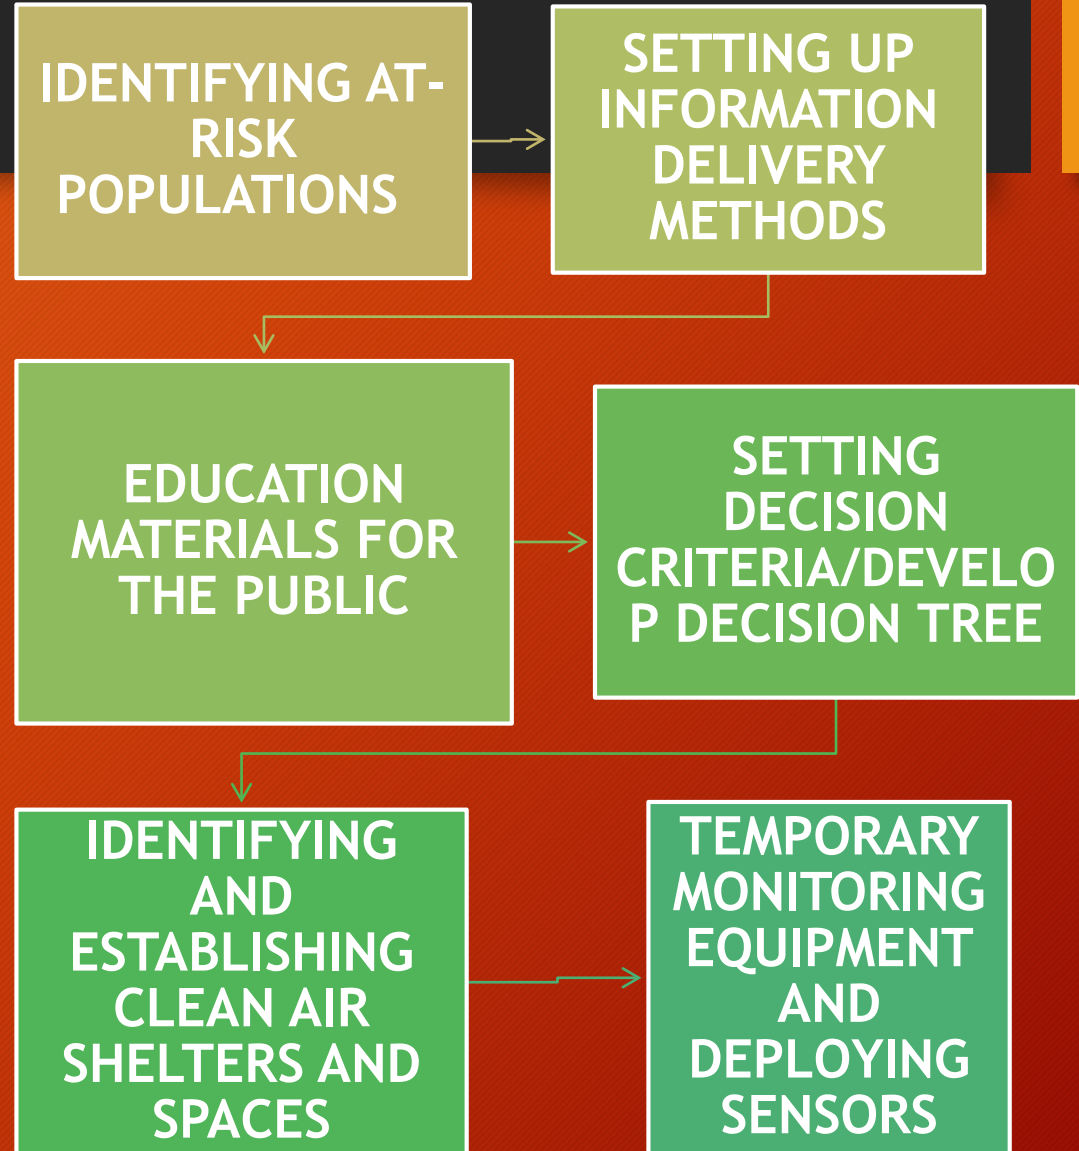 IDENTIFYING AT-
RISK
POPULATIONS
SETTING UP
INFORMATION
DELIVERY
METHODS
EDUCATION
MATERIALS FOR
THE PUBLIC
SETTING
DECISION
CRITERIA/DEVELO
P DECISION TREE
IDENTIFYING
AND
ESTABLISHING
CLEAN AIR
SHELTERS AND
SPACES
TEMPORARY
MONITORING
EQUIPMENT
AND
DEPLOYING
SENSORS